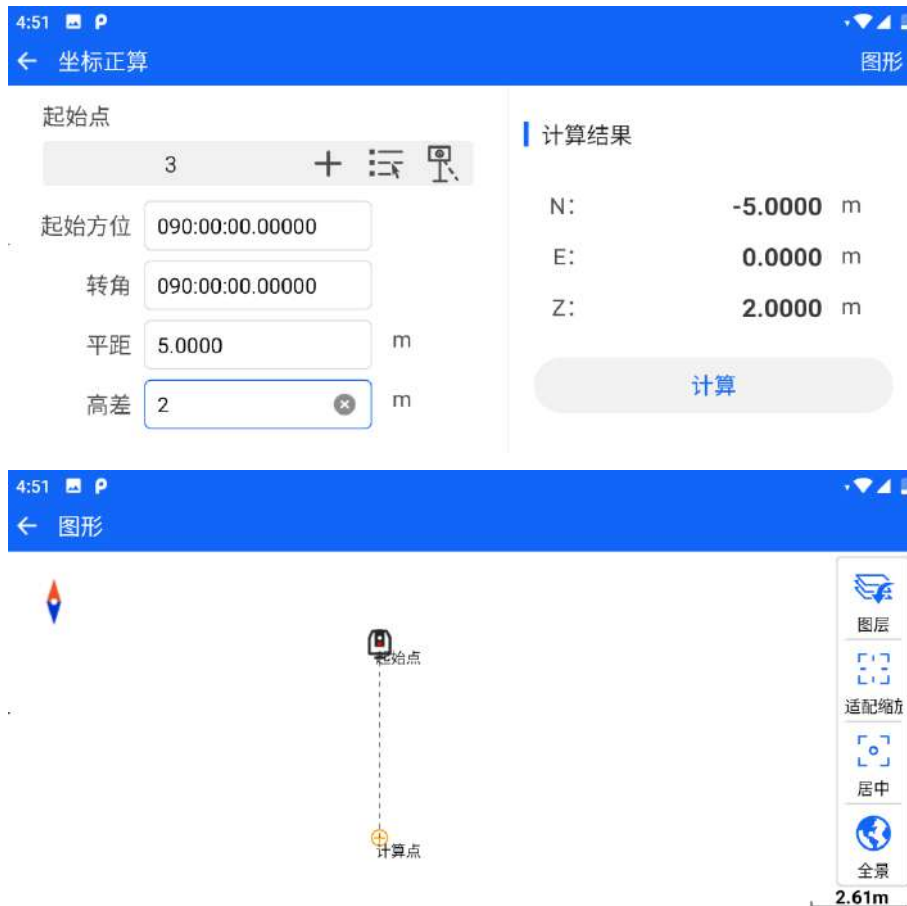 4:51
坐标正算
图形
起始点
3
起始方位 090:00:00.00000
转角 090:00:00.00000
平距 5.0000 m
高差 2 m
计算结果
N: -5.0000 m
E: 0.0000 m
Z: 2.0000 m
计算
4:51
图形
起始点
计算点
图层
适配缩放
居中
全景
2.61m